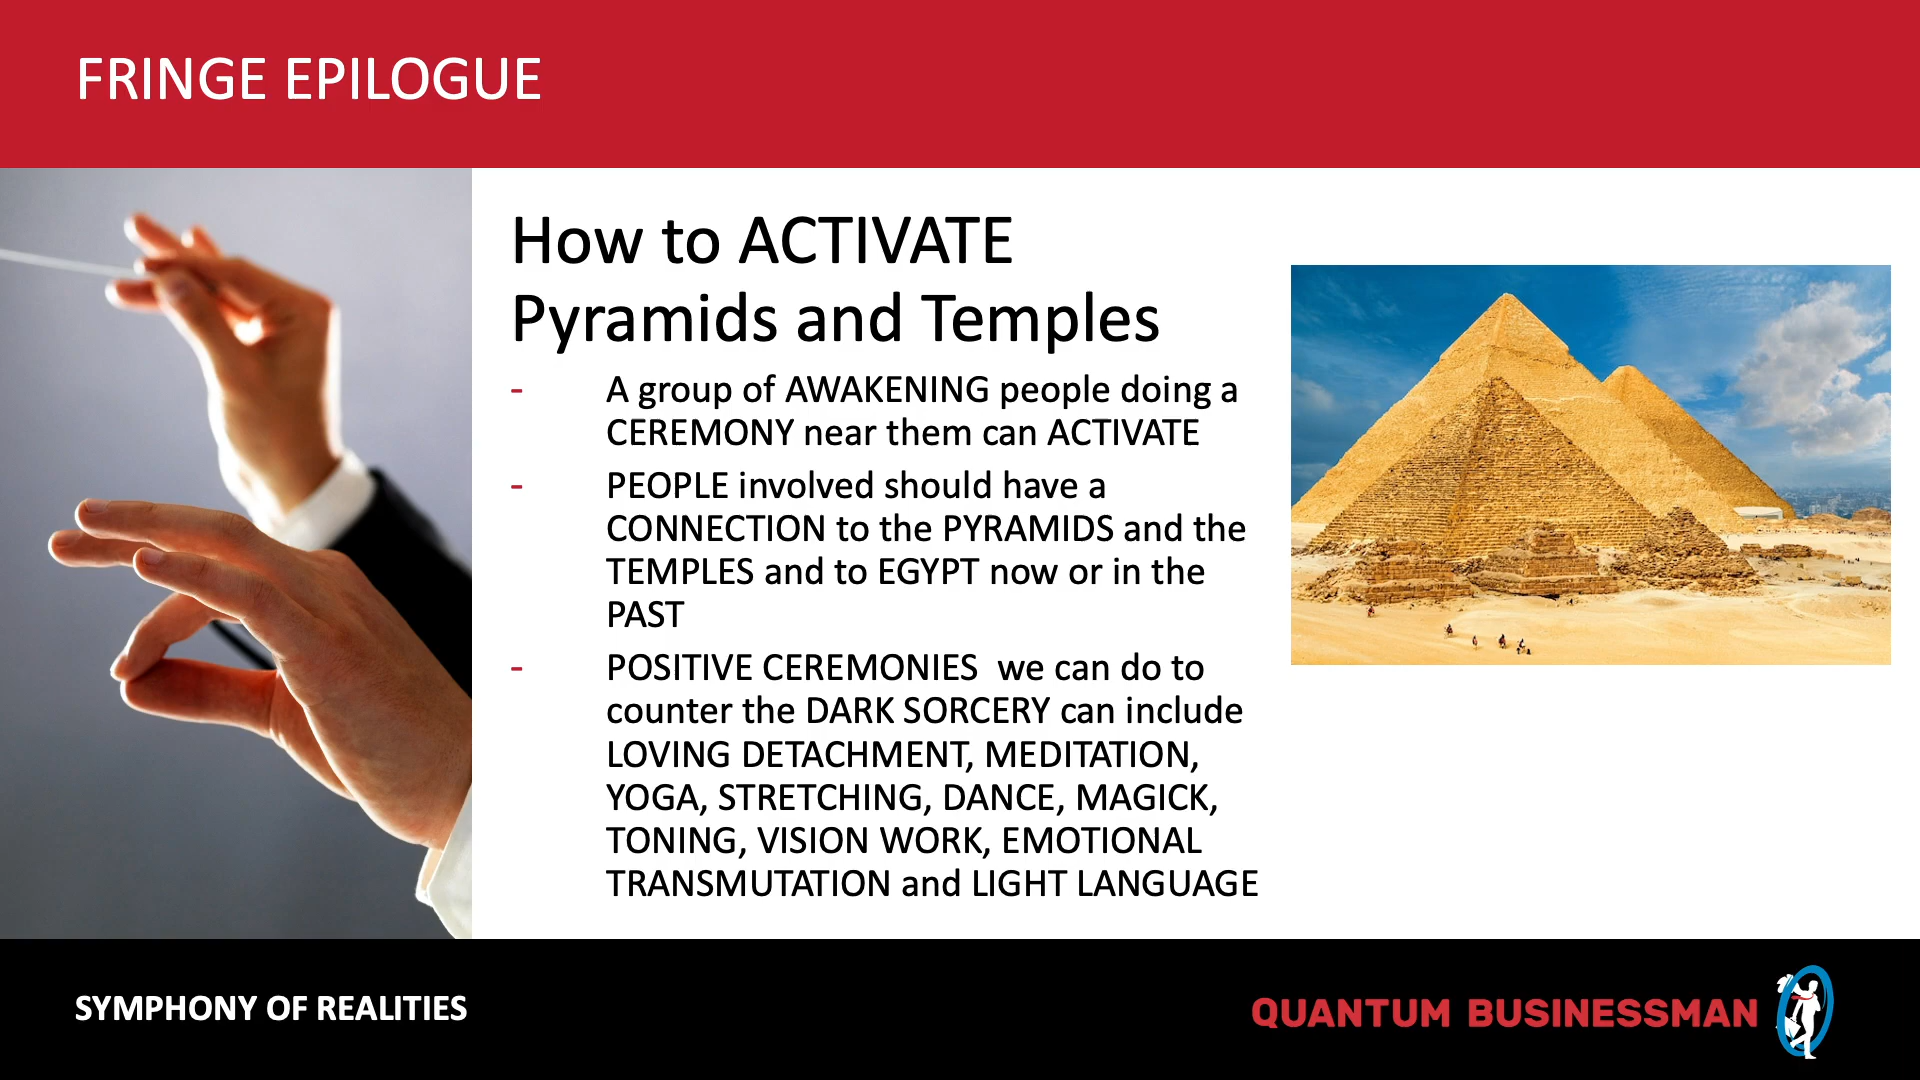 FRINGE EPILOGUE
How to ACTIVATE
Pyramids and Temples
- A group of AWAKENING people doing a
CEREMONY near them can ACTIVATE
- PEOPLE involved should have a
CONNECTION to the PYRAMIDS and the
TEMPLES and to EGYPT now or in the
PAST
- POSITIVE CEREMONIES  we can do to
counter the DARK SORCERY can include
LOVING DETACHMENT, MEDITATION,
YOGA, STRETCHING, DANCE, MAGICK,
TONING, VISION WORK, EMOTIONAL
TRANSMUTATION and LIGHT LANGUAGE
SYMPHONY OF REALITIES
QUANTUM BUSINESSMAN